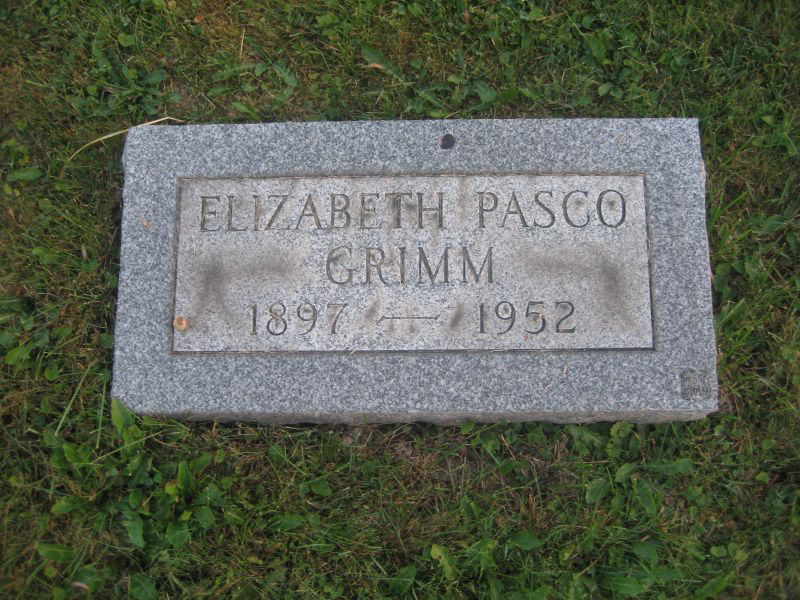 ELIZABETH PASCO
GRIMM
1897 — 1952